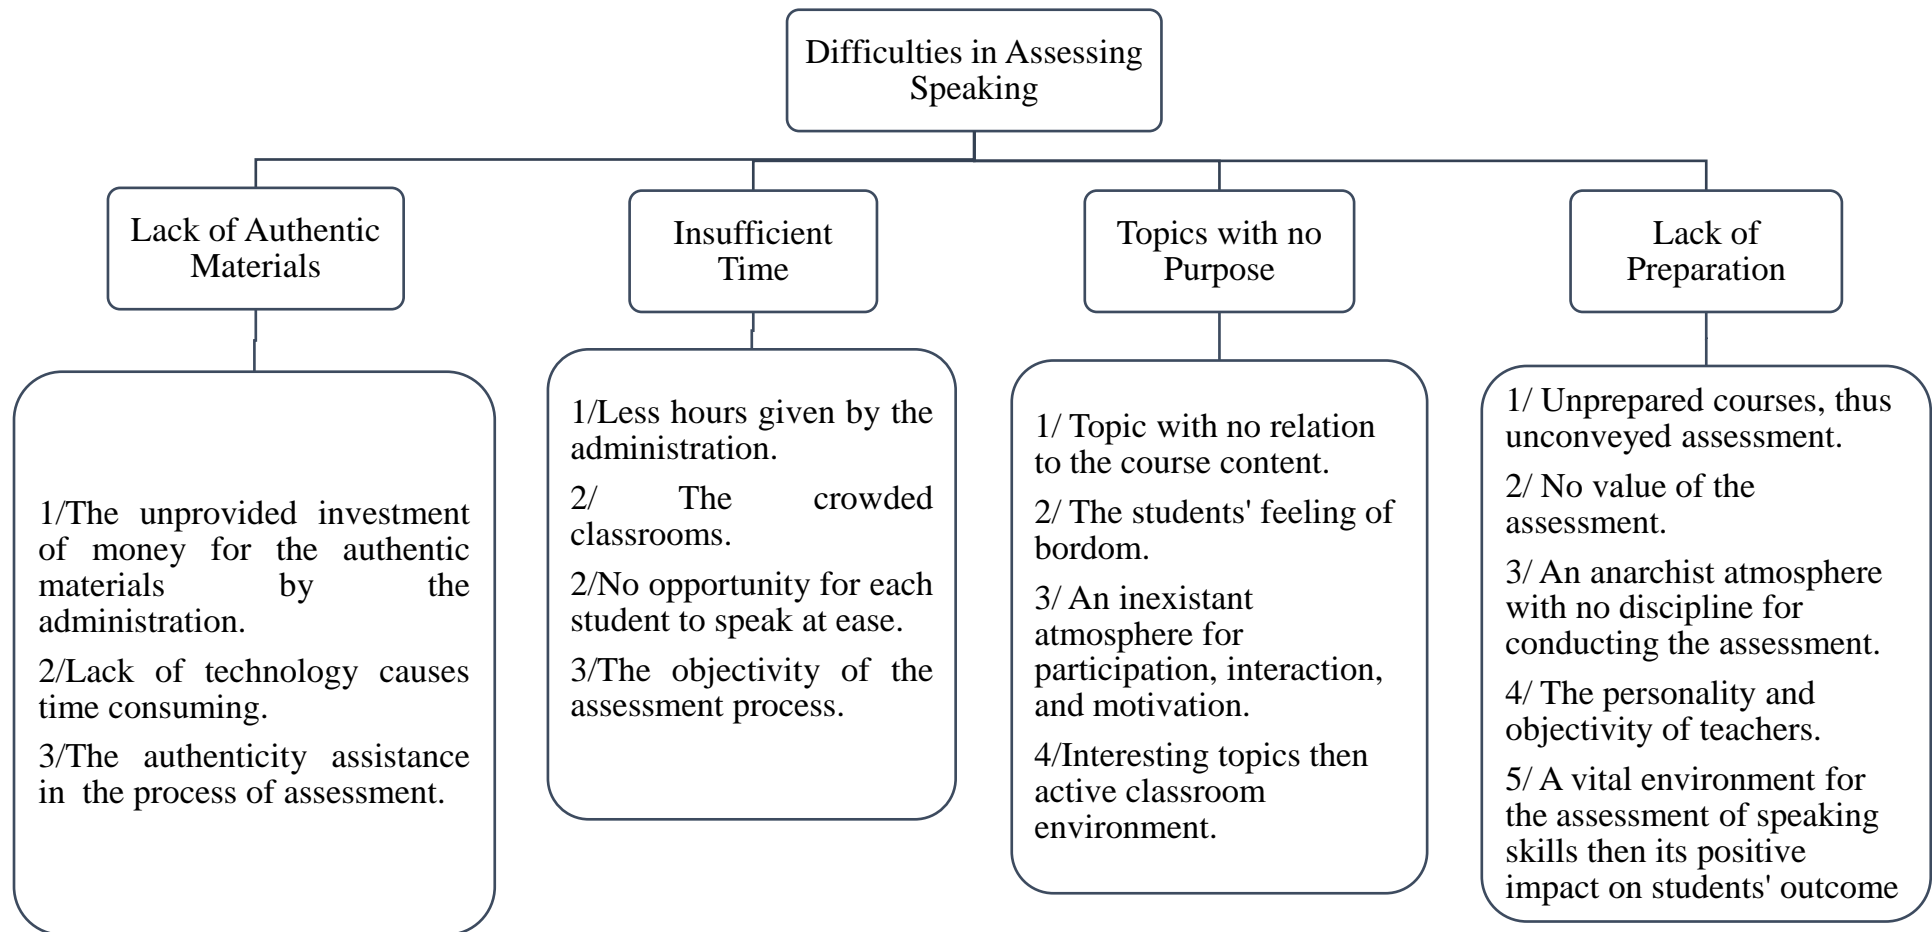 Difficulties in Assessing
Speaking
Lack of Authentic
Materials
Insufficient
Time
Topics with no
Purpose
Lack of
Preparation
1/The unprovided investment
of money for the authentic
materials by the
administration.
2/Lack of technology causes
time consuming.
3/The authenticity assistance
in the process of assessment.
1/Less hours given by the
administration.
2/ The crowded
classrooms.
2/No opportunity for each
student to speak at ease.
3/The objectivity of the
assessment process.
1/ Topic with no relation
to the course content.
2/ The students' feeling of
bordom.
3/ An inexistant
atmosphere for
participation, interaction,
and motivation.
4/Interesting topics then
active classroom
environment.
1/ Unprepared courses, thus
unconveyed assessment.
2/ No value of the
assessment.
3/ An anarchist atmosphere
with no discipline for
conducting the assessment.
4/ The personality and
objectivity of teachers.
5/ A vital environment for
the assessment of speaking
skills then its positive
impact on students' outcome